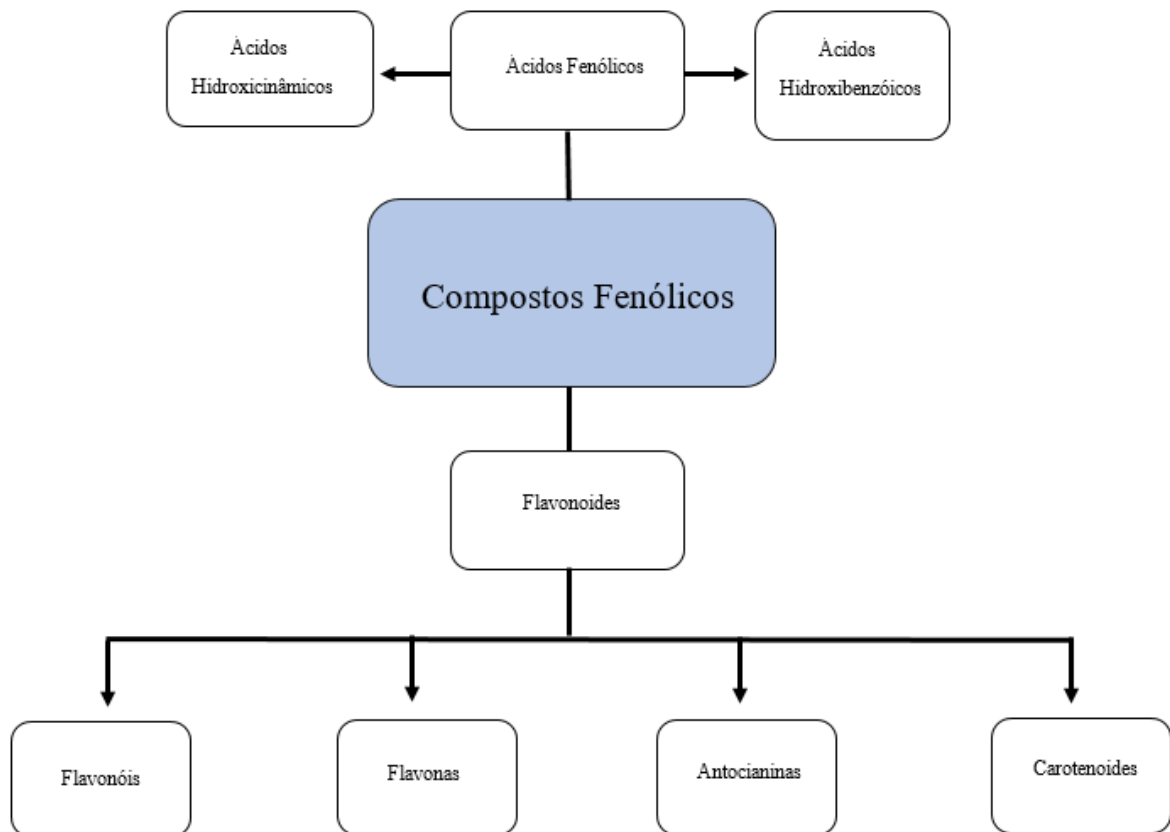 Ácidos
Hidroxicinâmicos
Ácidos Fenólicos
Ácidos
Hidroxibenzóicos
Compostos Fenólicos
Flavonoides
Flavonóis
Flavonas
Antocianinas
Carotenoides